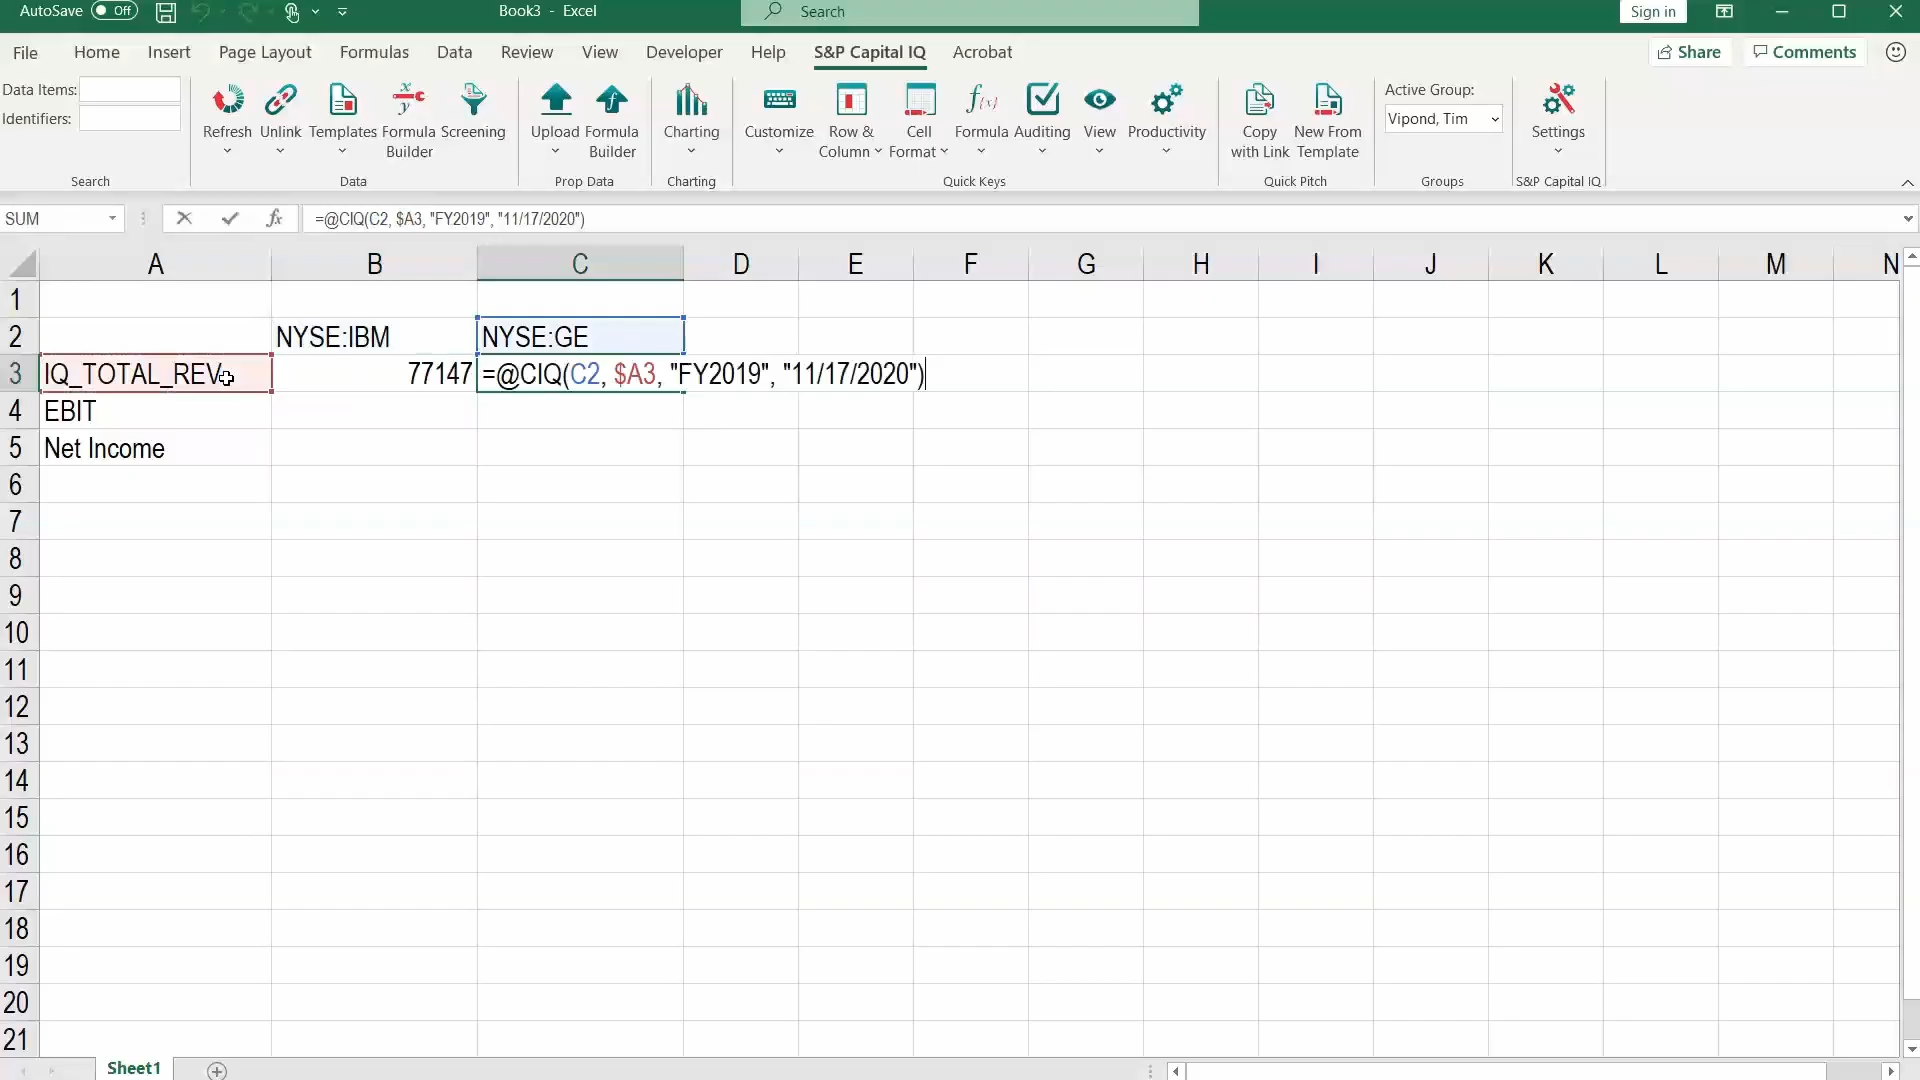 AutoSave Off
Book3 - Excel
Search
Sign in
File Home Insert Page Layout Formulas Data Review View Developer Help S&P Capital IQ Acrobat
Share Comments
Data Items:
Identifiers:
Search
Refresh
Unlink
Templates
Formula Builder
Screening
Data
Upload
Formula Builder
Prop Data
Charting
Charting
Customize
Row & Column
Cell Format
Formula
Auditing
View
Productivity
Quick Keys
Copy with Link
New From Template
Quick Pitch
Active Group:
Vipond, Tim
Groups
Settings
S&P Capital IQ
SUM
fx
=@CIQ(C2, $A3, "FY2019", "11/17/2020")
A B C D E F G H I J K L M N
1
2 NYSE:IBM NYSE:GE
3 IQ_TOTAL_REV 77147 =@CIQ(C2, $A3, "FY2019", "11/17/2020")
4 EBIT
5 Net Income
6
7
8
9
10
11
12
13
14
15
16
17
18
19
20
21
Sheet1